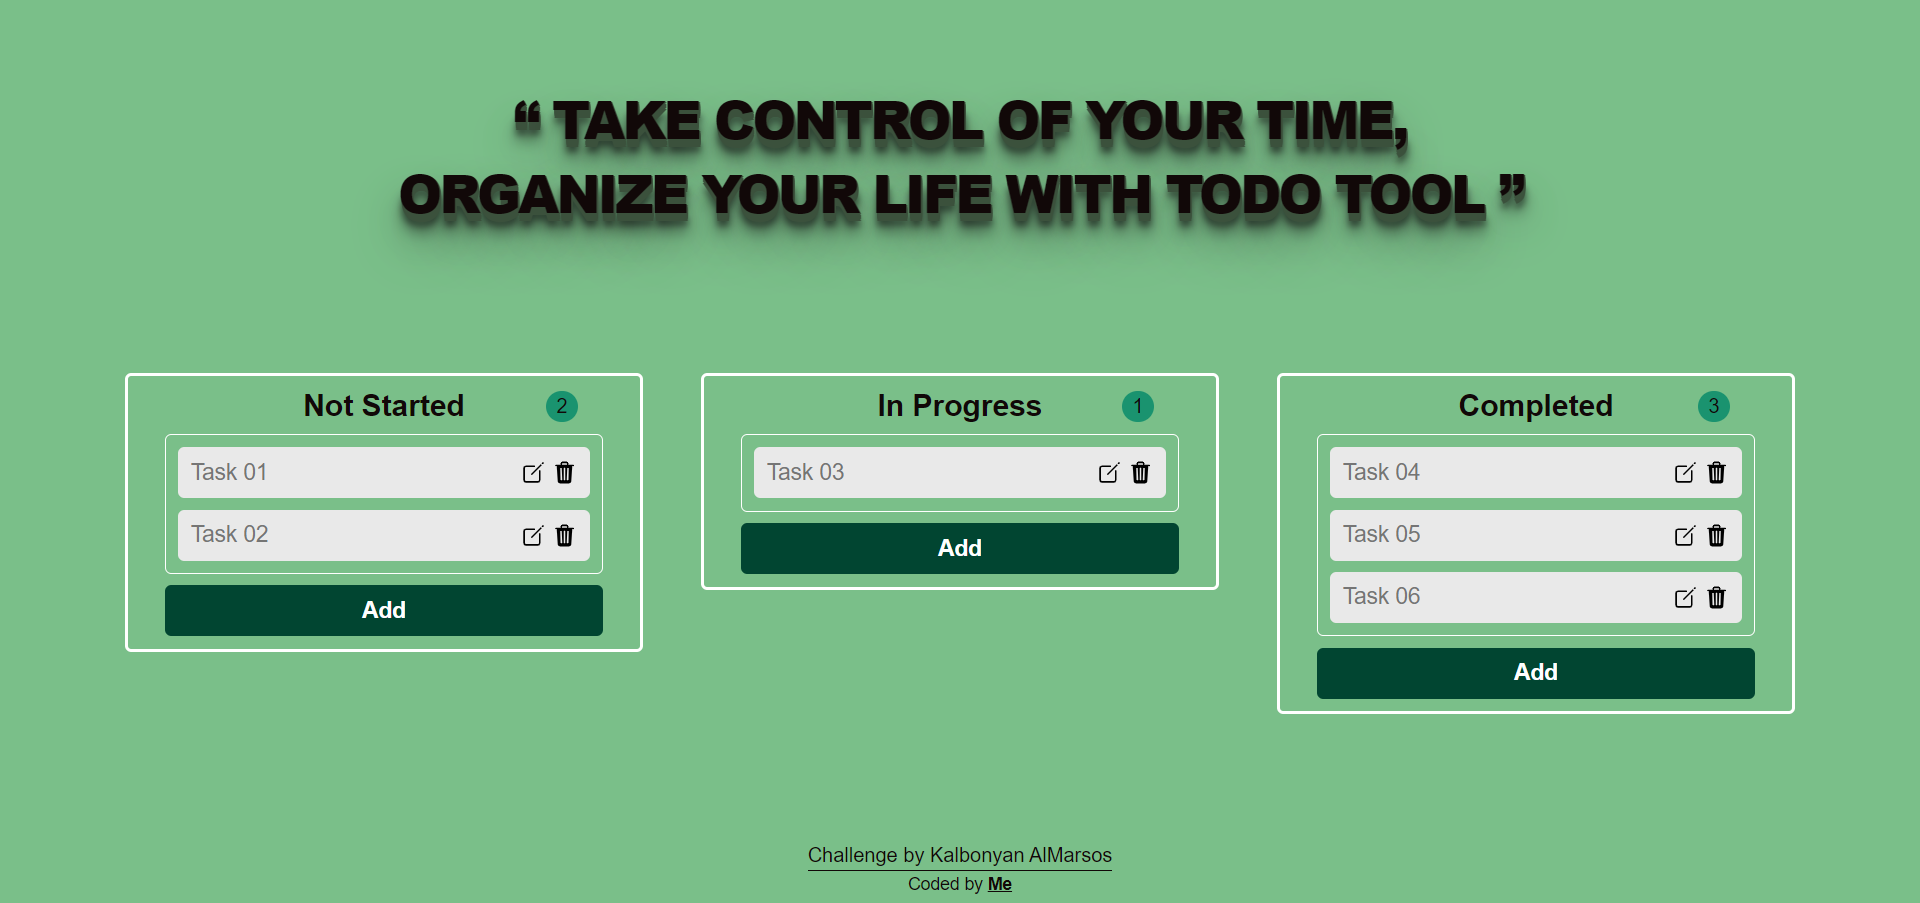 “ TAKE CONTROL OF YOUR TIME,
ORGANIZE YOUR LIFE WITH TODO TOOL ”
Not Started 2
Task 01
Task 02
Add
In Progress 1
Task 03
Add
Completed 3
Task 04
Task 05
Task 06
Add
Challenge by Kalbonyan AlMarsos
Coded by Me